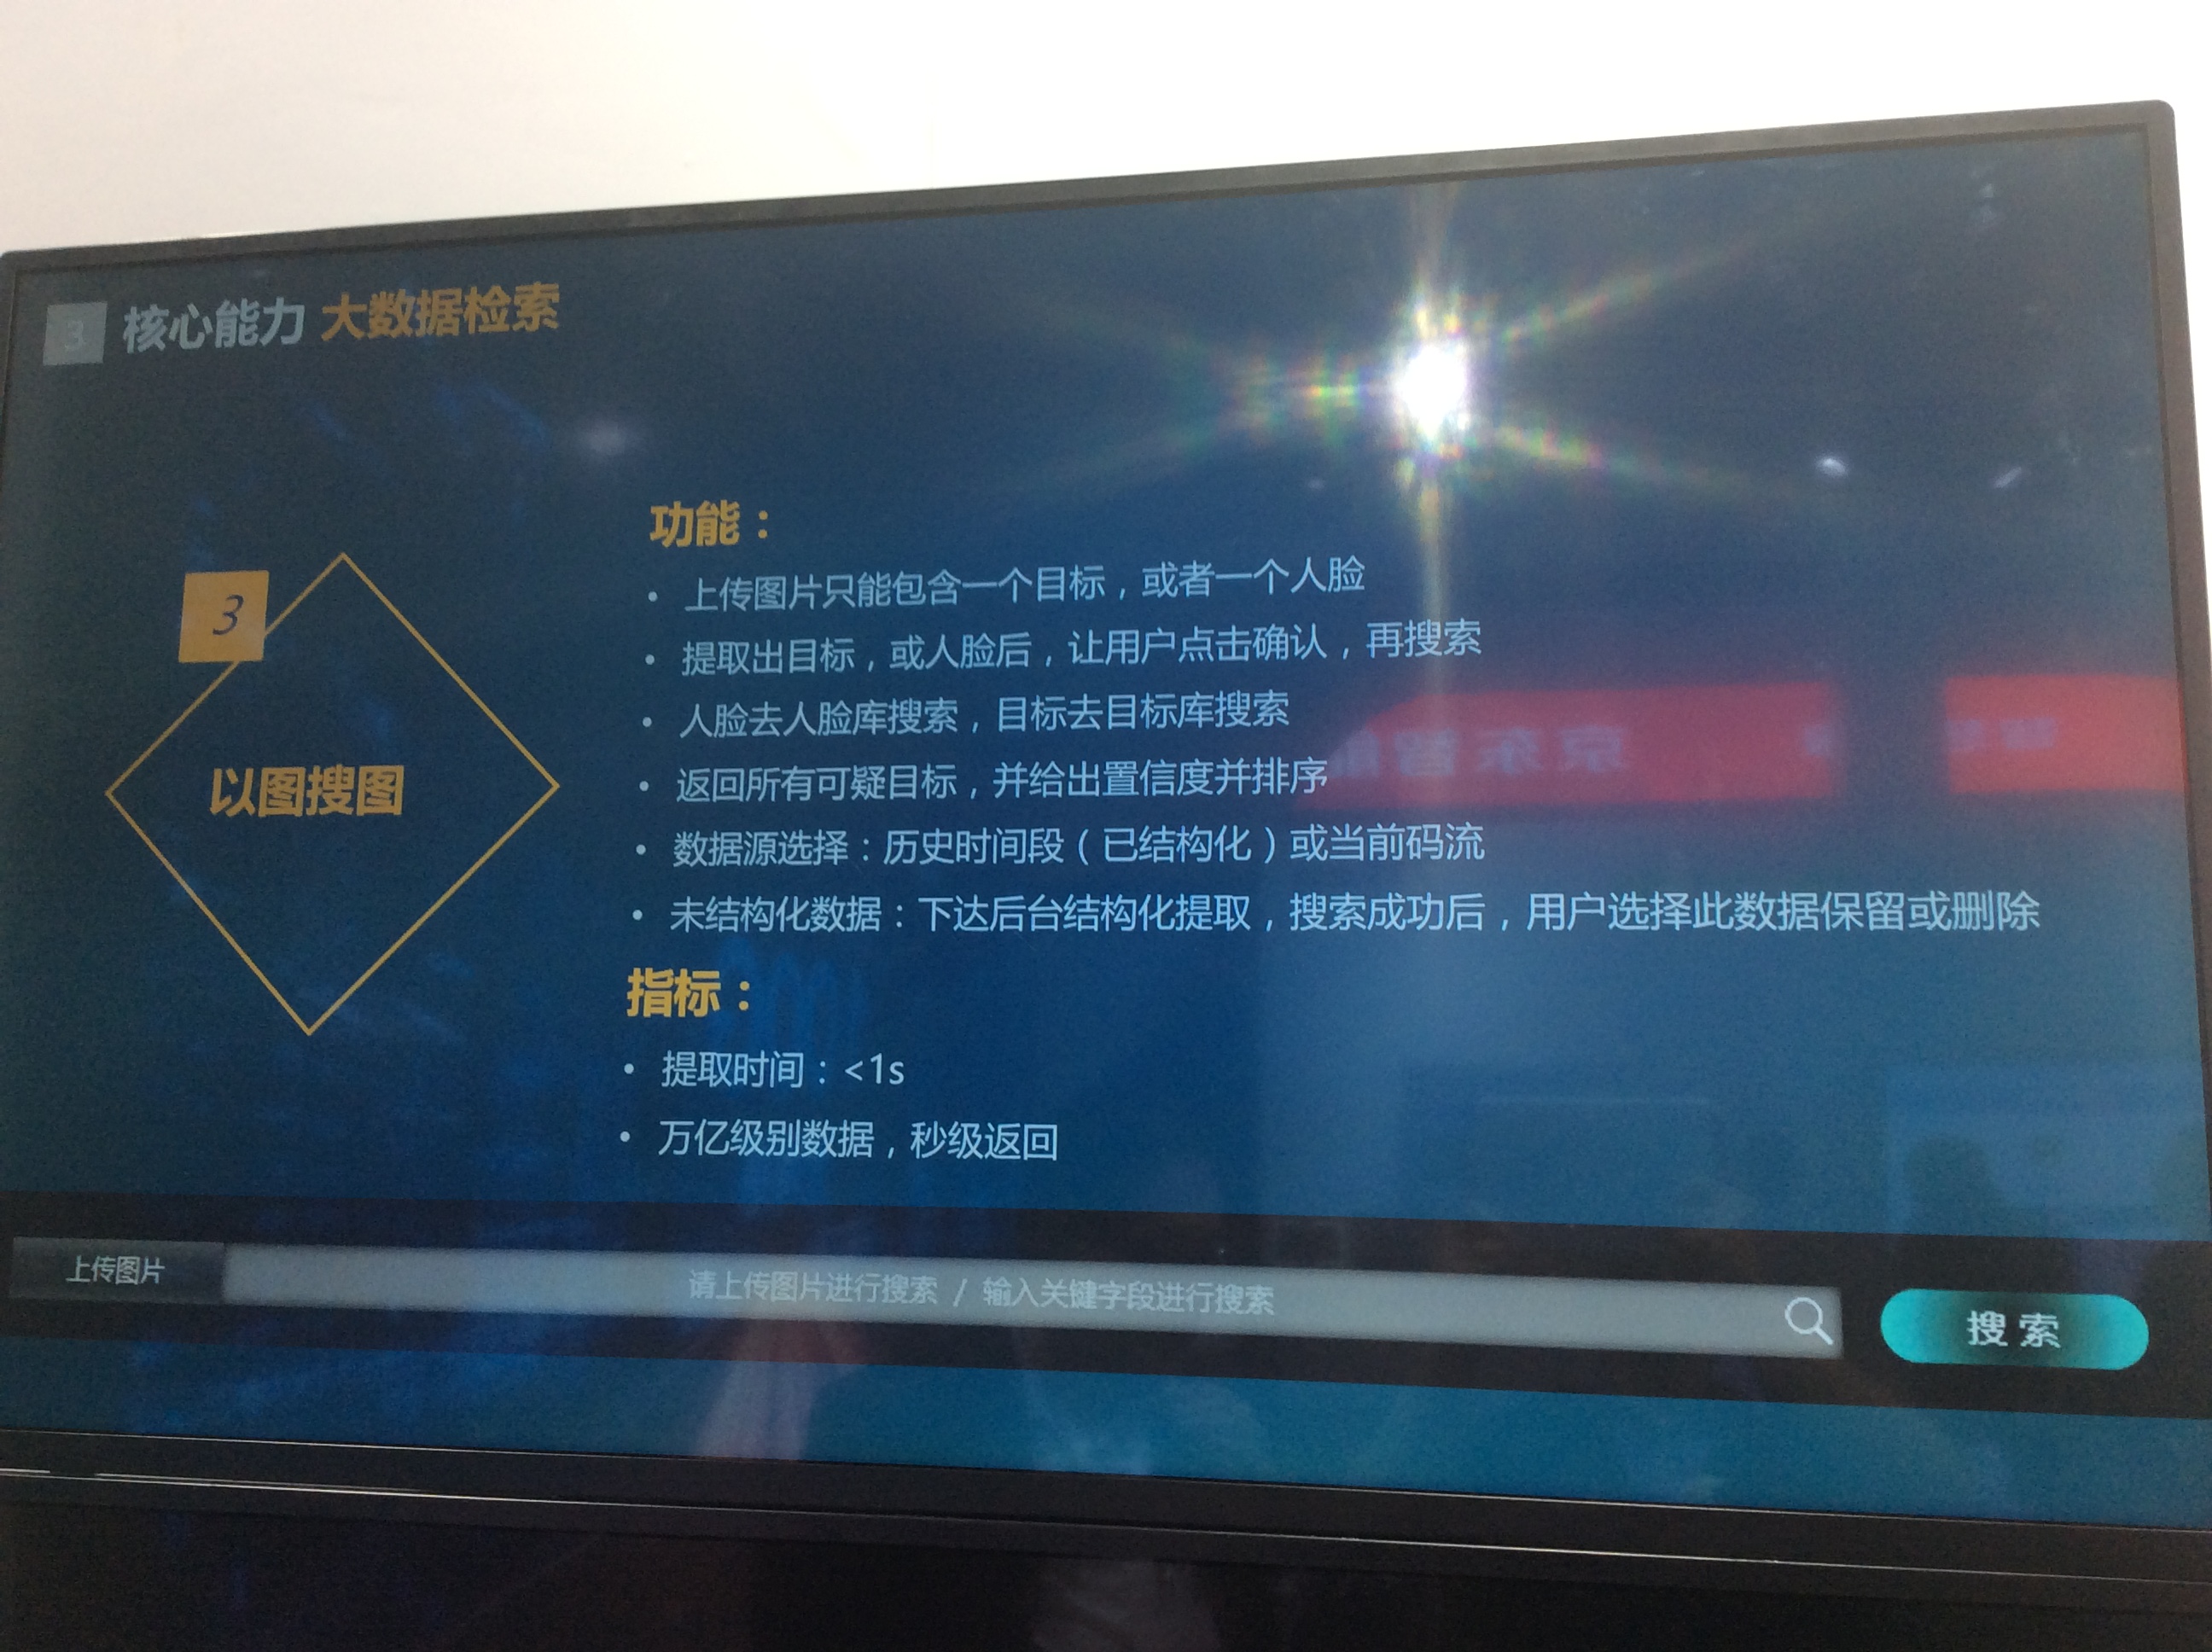 3 核心能力 大数据检索
3
以图搜图
功能：
• 上传图片只能包含一个目标，或者一个人脸
• 提取出目标，或人脸后，让用户点击确认，再搜索
• 人脸去人脸库搜索，目标去目标库搜索
• 返回所有可疑目标，并给出置信度并排序
• 数据源选择：历史时间段（已结构化）或当前码流
• 未结构化数据：下达后台结构化提取，搜索成功后，用户选择此数据保留或删除
指标：
• 提取时间：<1s
• 万亿级别数据，秒级返回
上传图片
请上传图片进行搜索 / 输入关键字段进行搜索
搜索
京东智能